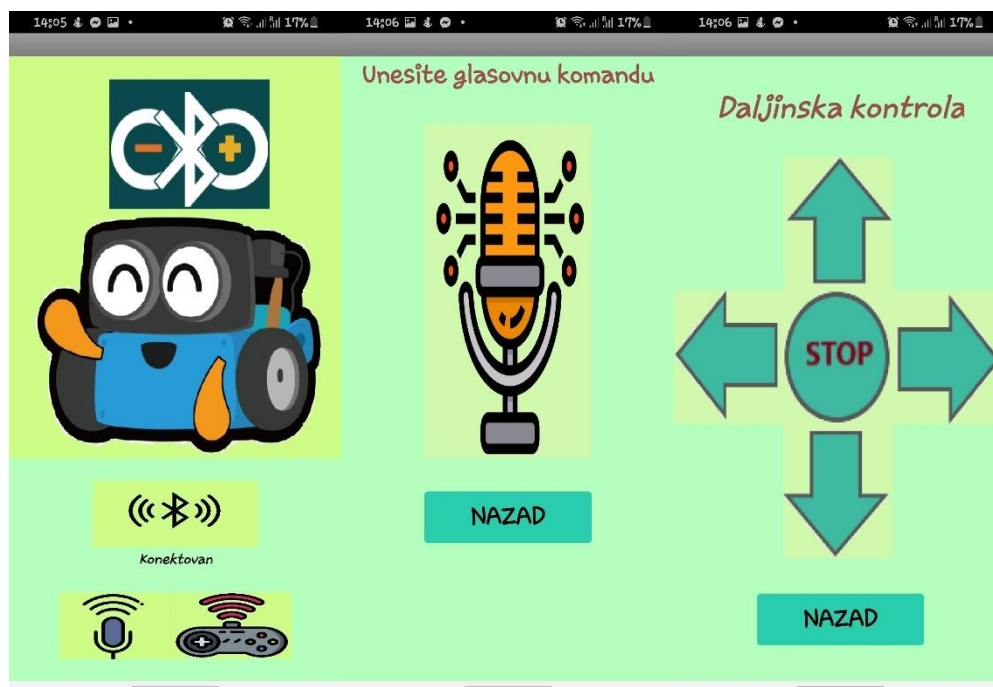 14:05
17%
14:06
17%
14:06
17%
Konektovan
Unesite glasovnu komandu
NAZAD
Daljinska kontrola
STOP
NAZAD